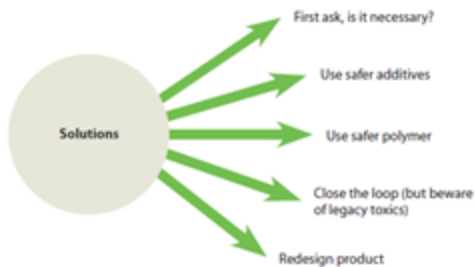 First ask, is it necessary?
Use safer additives
Solutions
Use safer polymer
Close the loop (but beware
of legacy toxics)
Redesign product